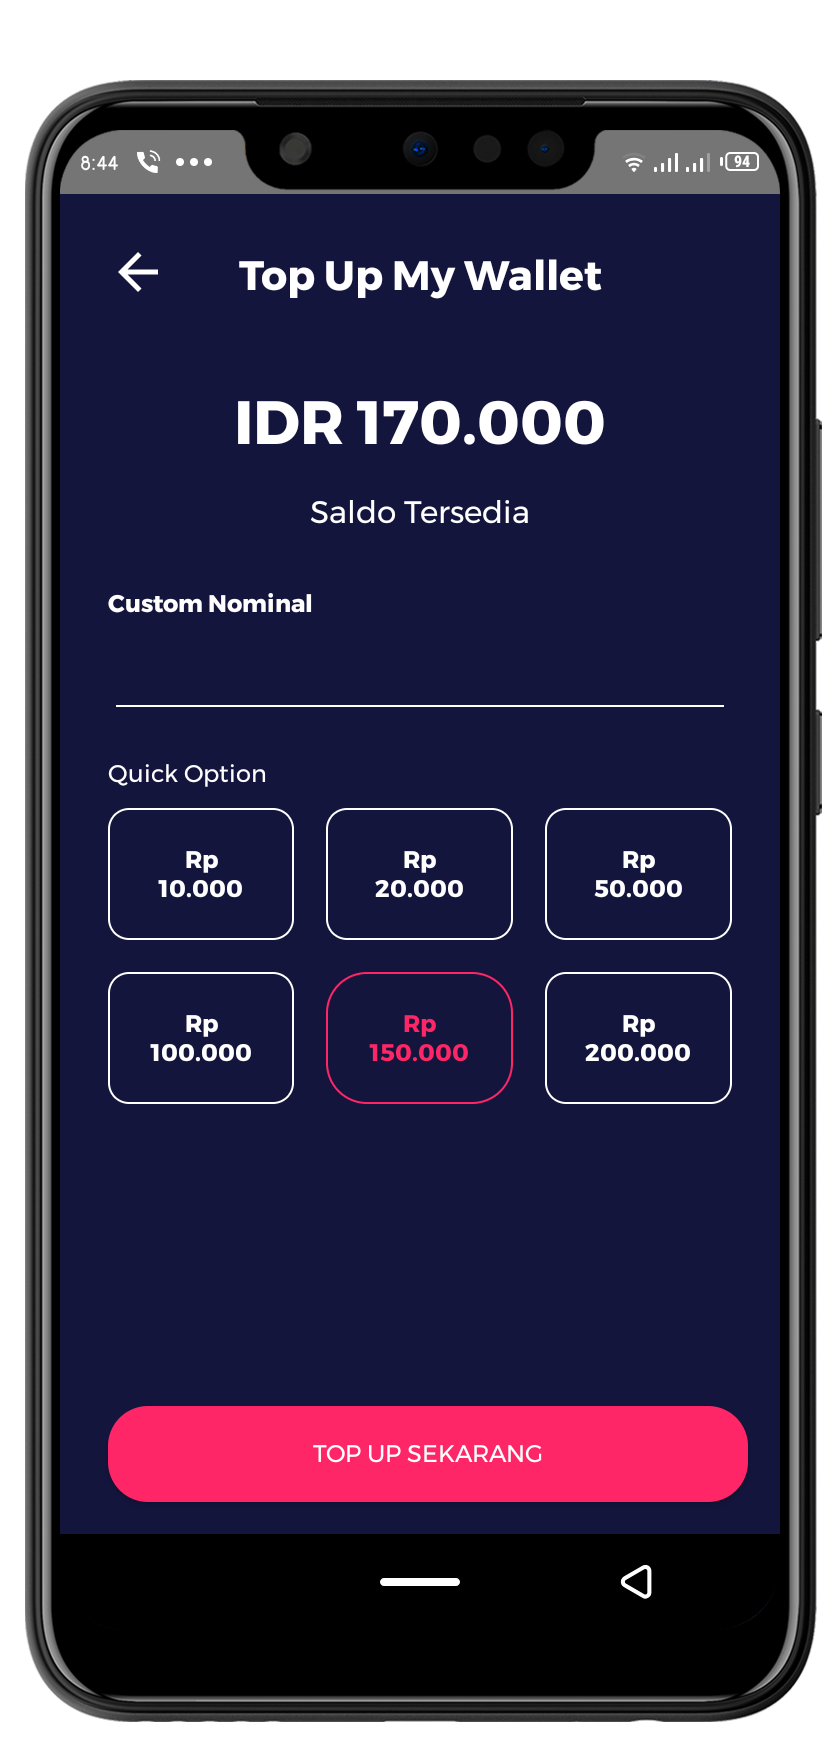 8:44
94
Top Up My Wallet
IDR 170.000
Saldo Tersedia
Custom Nominal
Quick Option
Rp
10.000
Rp
20.000
Rp
50.000
Rp
100.000
Rp
150.000
Rp
200.000
TOP UP SEKARANG